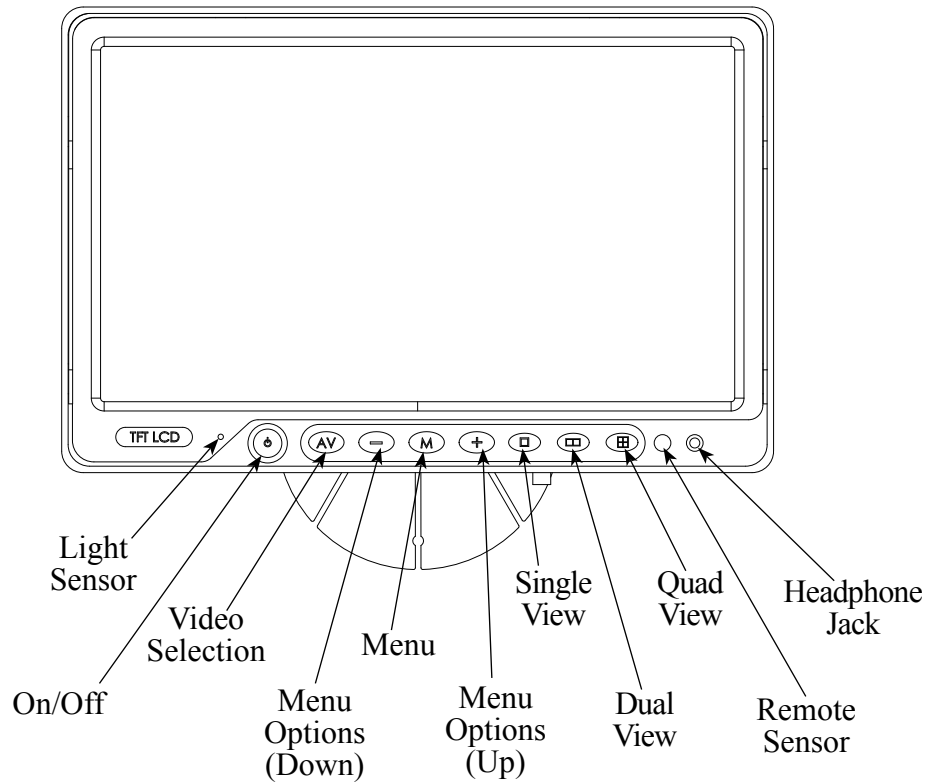 TFT LCD
AV
M
Light
Sensor
Video
Selection
On/Off
Menu
Options
(Down)
Menu
Menu
Options
(Up)
Single
View
Dual
View
Quad
View
Remote
Sensor
Headphone
Jack